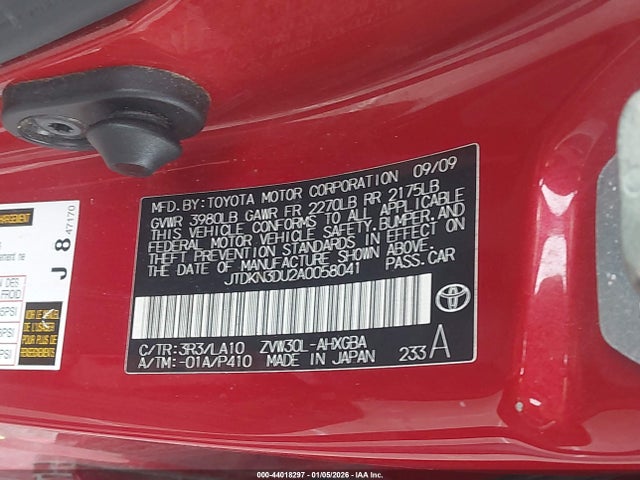 MFD.BY:TOYOTA MOTOR CORPORATION 09/09
GVWR 3980LB GAWR FR 2270LB RR 2175LB
THIS VEHICLE CONFORMS TO ALL APPLICABLE
FEDERAL MOTOR VEHICLE SAFETY,BUMPER,AND
THEFT PREVENTION STANDARDS IN EFFECT
ON THE DATE OF MANUFACTURE SHOWN ABOVE.
JTDKN3DU2A0058041 PASS.CAR
C/TR:3R3/LA10 ZVW30L-AHXGBA
A/TM:-01A/P410 MADE IN JAPAN 233 A
J 8 47170
000-44018297 - 01/05/2026 - IAA Inc.